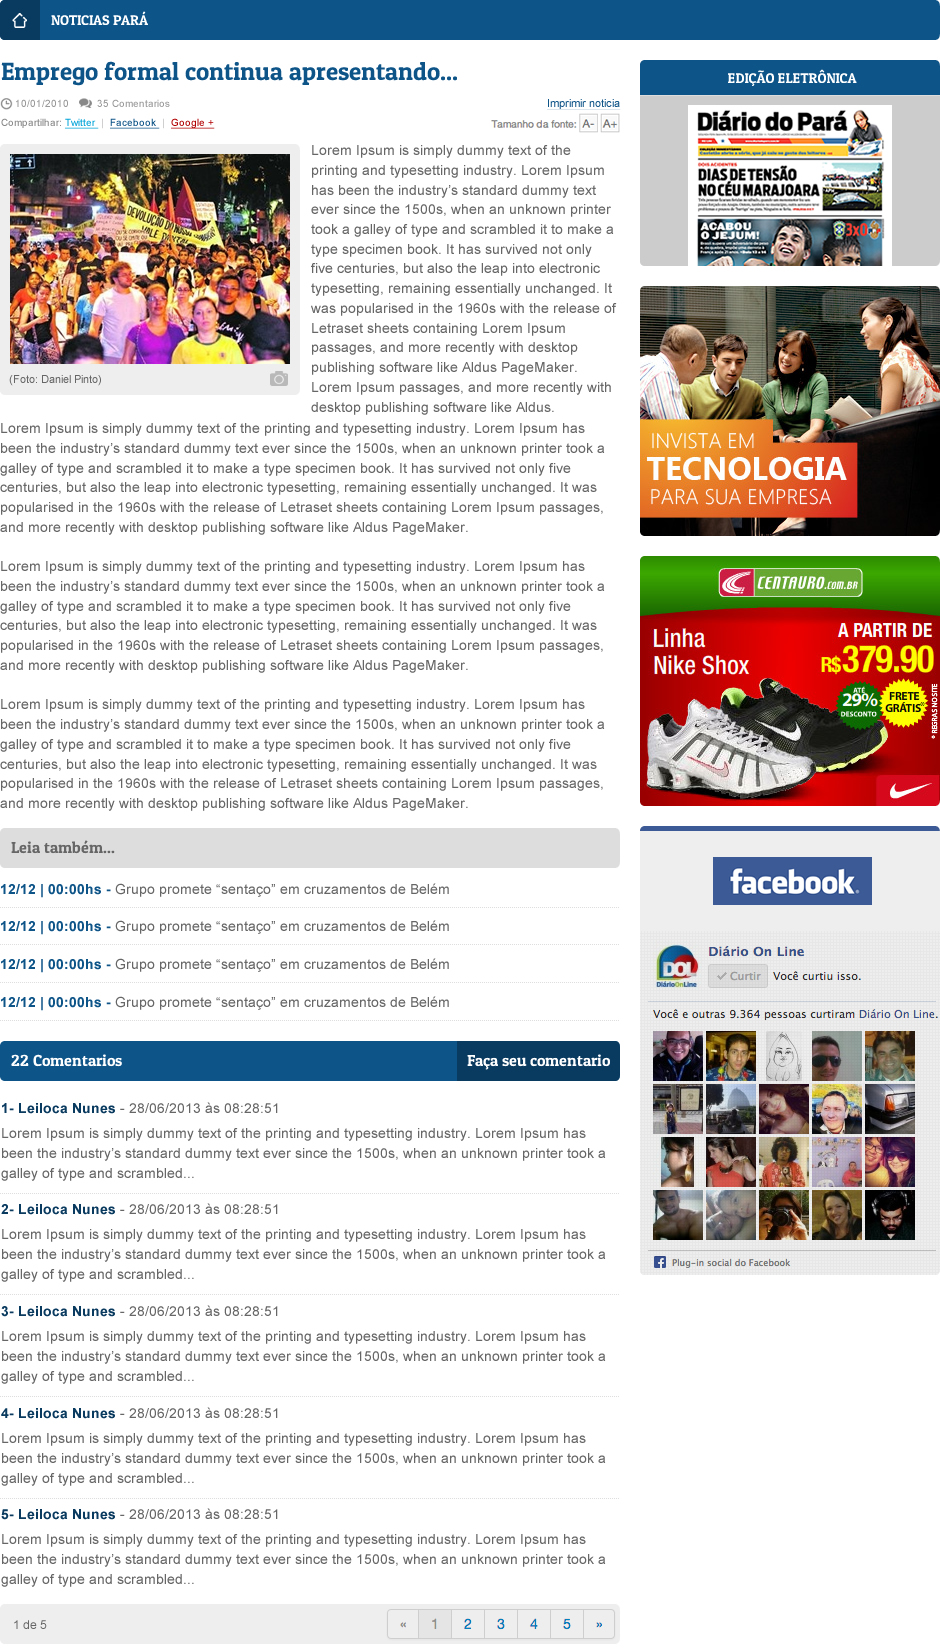 NOTICIAS PARÁ
Emprego formal continua apresentando...
10/01/2010 35 Comentarios
Imprimir noticia
Compartilhar: Twitter | Facebook | Google +
Tamanho da fonte: A- A+
Lorem Ipsum is simply dummy text of the
printing and typesetting industry. Lorem Ipsum
has been the industry's standard dummy text
ever since the 1500s, when an unknown printer
took a galley of type and scrambled it to make a
type specimen book. It has survived not only
five centuries, but also the leap into electronic
typesetting, remaining essentially unchanged. It
was popularised in the 1960s with the release of
Letraset sheets containing Lorem Ipsum
passages, and more recently with desktop
publishing software like Aldus PageMaker.
Lorem Ipsum passages, and more recently with
desktop publishing software like Aldus.
DEVOLUÇÃO
VALE DIGITAL
(Foto: Daniel Pinto)
Lorem Ipsum is simply dummy text of the printing and typesetting industry. Lorem Ipsum has
been the industry's standard dummy text ever since the 1500s, when an unknown printer took a
galley of type and scrambled it to make a type specimen book. It has survived not only five
centuries, but also the leap into electronic typesetting, remaining essentially unchanged. It was
popularised in the 1960s with the release of Letraset sheets containing Lorem Ipsum passages,
and more recently with desktop publishing software like Aldus PageMaker.
Lorem Ipsum is simply dummy text of the printing and typesetting industry. Lorem Ipsum has
been the industry's standard dummy text ever since the 1500s, when an unknown printer took a
galley of type and scrambled it to make a type specimen book. It has survived not only five
centuries, but also the leap into electronic typesetting, remaining essentially unchanged. It was
popularised in the 1960s with the release of Letraset sheets containing Lorem Ipsum passages,
and more recently with desktop publishing software like Aldus PageMaker.
Lorem Ipsum is simply dummy text of the printing and typesetting industry. Lorem Ipsum has
been the industry's standard dummy text ever since the 1500s, when an unknown printer took a
galley of type and scrambled it to make a type specimen book. It has survived not only five
centuries, but also the leap into electronic typesetting, remaining essentially unchanged. It was
popularised in the 1960s with the release of Letraset sheets containing Lorem Ipsum passages,
and more recently with desktop publishing software like Aldus PageMaker.
Leia também...
12/12 | 00:00hs - Grupo promete “sentaço” em cruzamentos de Belém
12/12 | 00:00hs - Grupo promete “sentaço” em cruzamentos de Belém
12/12 | 00:00hs - Grupo promete “sentaço” em cruzamentos de Belém
12/12 | 00:00hs - Grupo promete “sentaço” em cruzamentos de Belém
22 Comentarios
Faça seu comentario
1- Leiloca Nunes - 28/06/2013 às 08:28:51
Lorem Ipsum is simply dummy text of the printing and typesetting industry. Lorem Ipsum has
been the industry's standard dummy text ever since the 1500s, when an unknown printer took a
galley of type and scrambled...
2- Leiloca Nunes - 28/06/2013 às 08:28:51
Lorem Ipsum is simply dummy text of the printing and typesetting industry. Lorem Ipsum has
been the industry's standard dummy text ever since the 1500s, when an unknown printer took a
galley of type and scrambled...
3- Leiloca Nunes - 28/06/2013 às 08:28:51
Lorem Ipsum is simply dummy text of the printing and typesetting industry. Lorem Ipsum has
been the industry's standard dummy text ever since the 1500s, when an unknown printer took a
galley of type and scrambled...
4- Leiloca Nunes - 28/06/2013 às 08:28:51
Lorem Ipsum is simply dummy text of the printing and typesetting industry. Lorem Ipsum has
been the industry's standard dummy text ever since the 1500s, when an unknown printer took a
galley of type and scrambled...
5- Leiloca Nunes - 28/06/2013 às 08:28:51
Lorem Ipsum is simply dummy text of the printing and typesetting industry. Lorem Ipsum has
been the industry's standard dummy text ever since the 1500s, when an unknown printer took a
galley of type and scrambled...
1 de 5
« 1 2 3 4 5 »
EDIÇÃO ELETRÔNICA
Diário do Pará
DOIS ACIDENTES
DIAS DE TENSÃO
NO CÉU MARAJOARA
ACABOU
O JEJUM!
3x0
INVISTA EM
TECNOLOGIA
PARA SUA EMPRESA
CENTAURO.COM.BR
Linha
Nike Shox
A PARTIR DE
R$379.90
ATÉ
29%
DESCONTO
FRETE
GRÁTIS*
* REGRAS NO SITE
facebook
DOL
DiárioOnLine
Diário On Line
Curtir
Você curtiu isso.
Você e outras 9.364 pessoas curtiram Diário On Line.
Plug-in social do Facebook